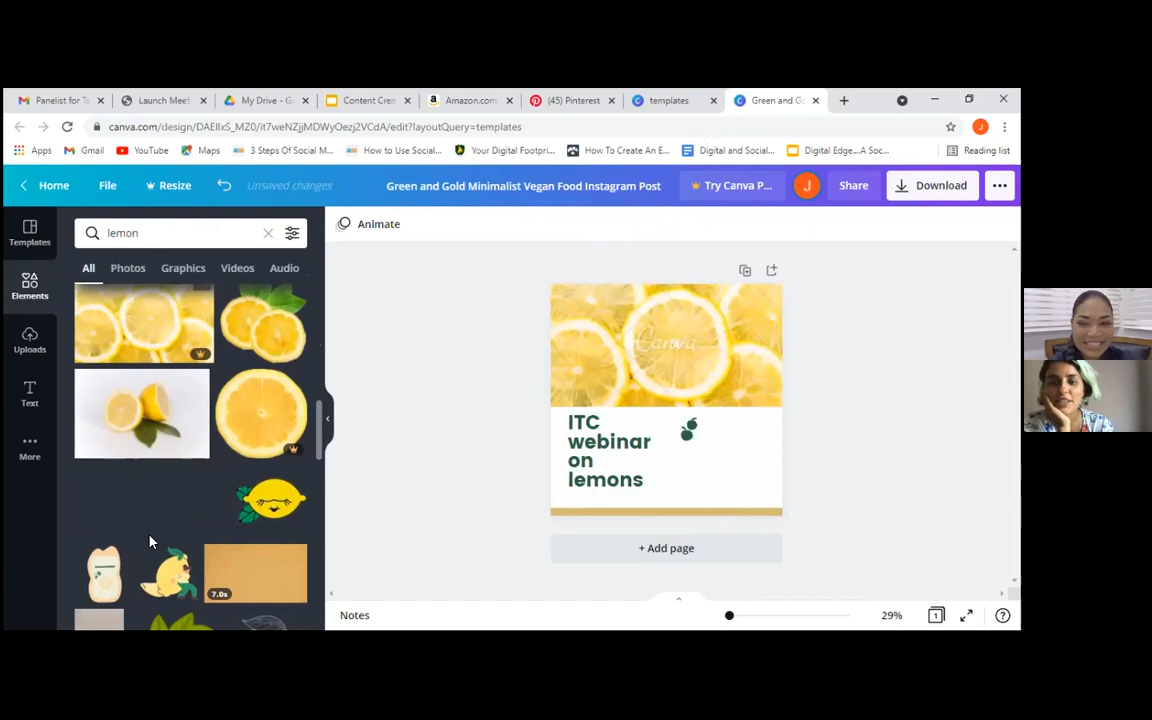 Panelist for Ta
Launch Meet
My Drive - G
Content Crea
Amazon.com
(45) Pinterest
templates
Green and Go
canva.com/design/DAEllxS_MZ0/it7weNZjjMDWyOezj2VCdA/edit?layoutQuery=templates
J
Apps
Gmail
YouTube
Maps
3 Steps Of Social M...
How to Use Social...
Your Digital Footpri...
How To Create An E...
Digital and Social...
Digital Edge...A Soc...
Reading list
Home
File
Resize
Unsaved changes
Green and Gold Minimalist Vegan Food Instagram Post
Try Canva P...
J
Share
Download
Templates
lemon
Animate
All
Photos
Graphics
Videos
Audio
Elements
Uploads
Text
More
7.0s
Canva
ITC
webinar
on
lemons
+ Add page
Notes
29%
1